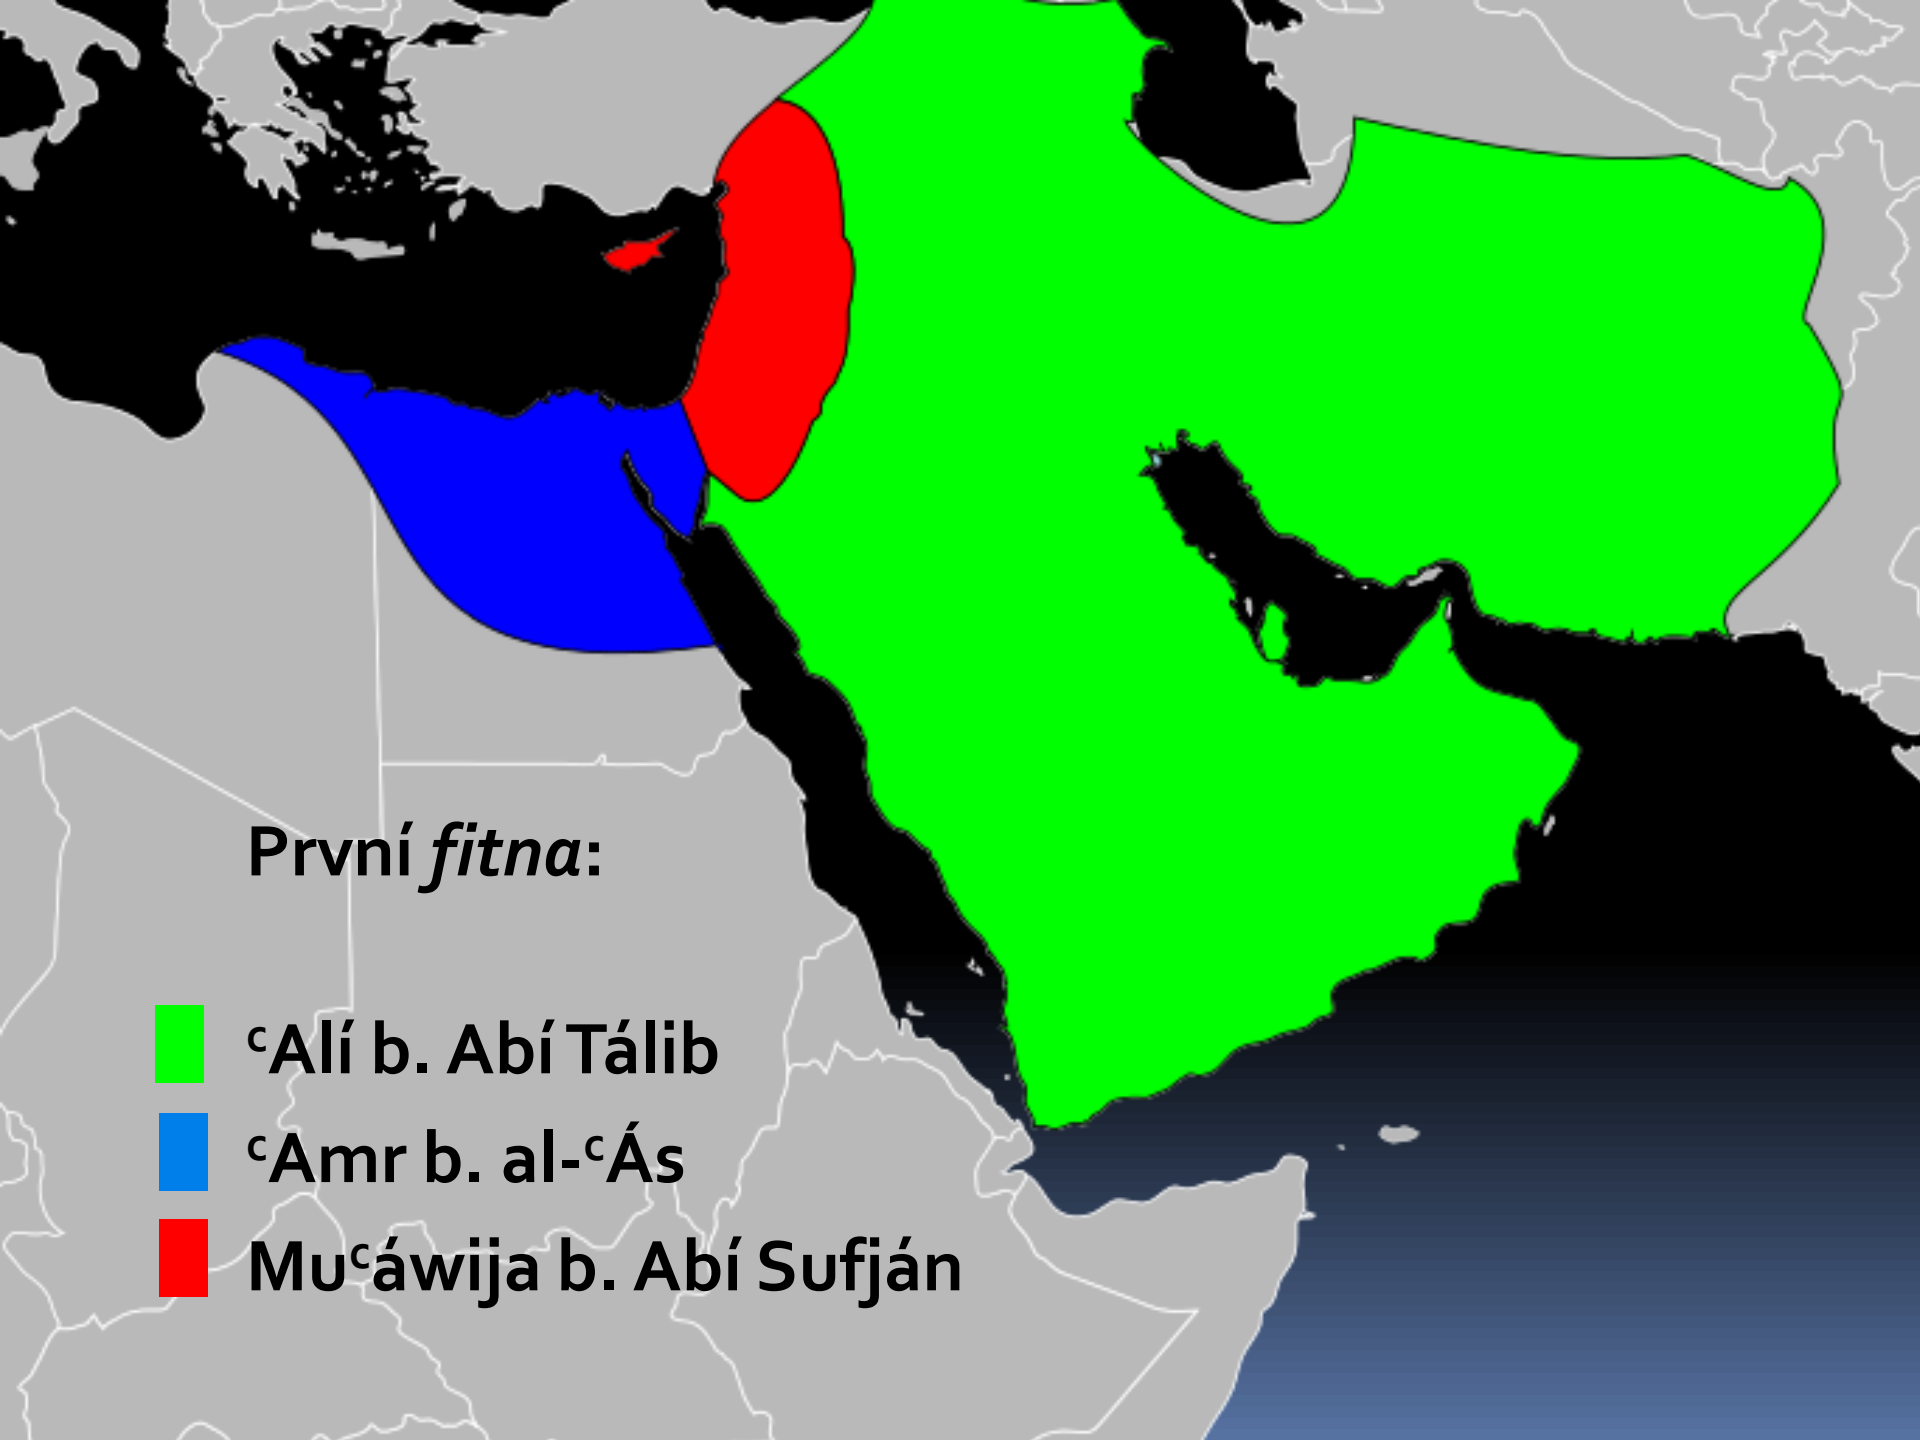 První fitna:
ᶜAlí b. Abí Tálib
ᶜAmr b. al-ᶜÁs
Muᶜáwija b. Abí Sufján